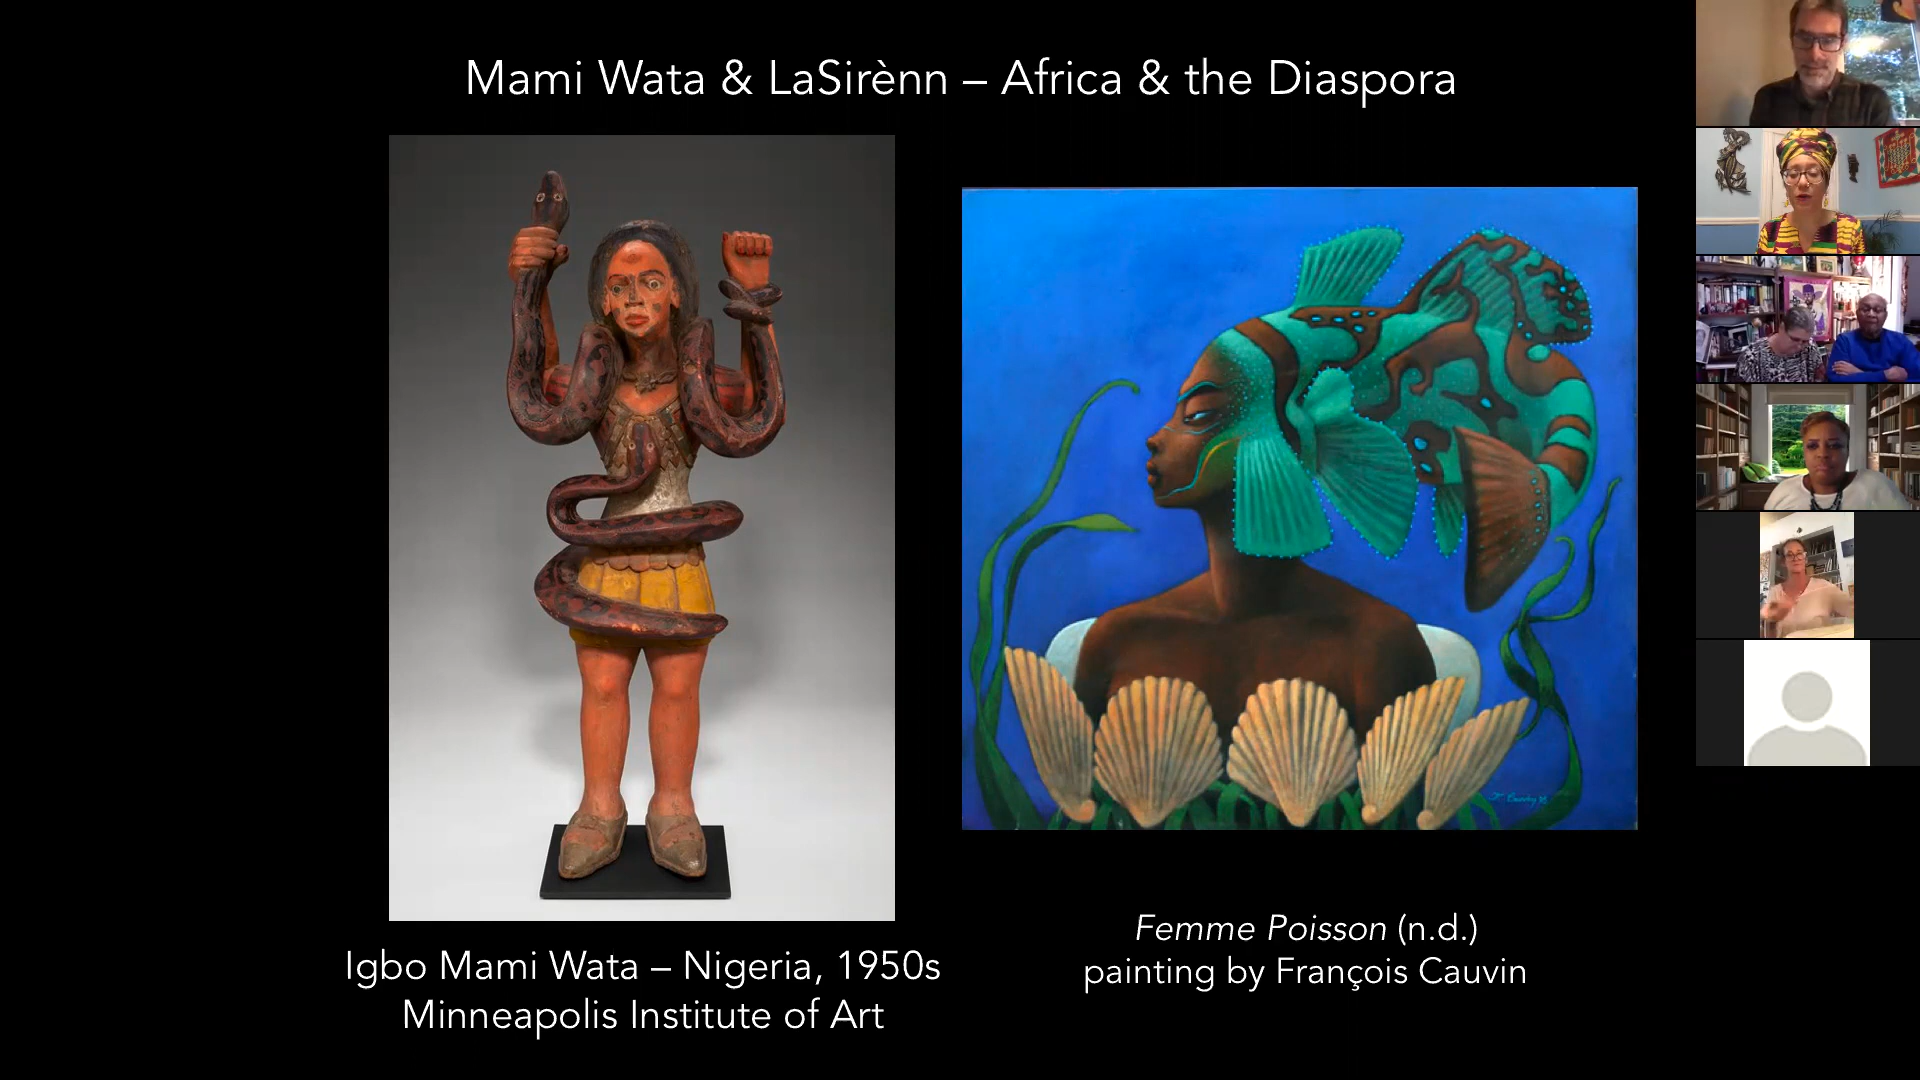 Mami Wata & LaSirènn – Africa & the Diaspora
Igbo Mami Wata – Nigeria, 1950s
Minneapolis Institute of Art
Femme Poisson (n.d.)
painting by François Cauvin